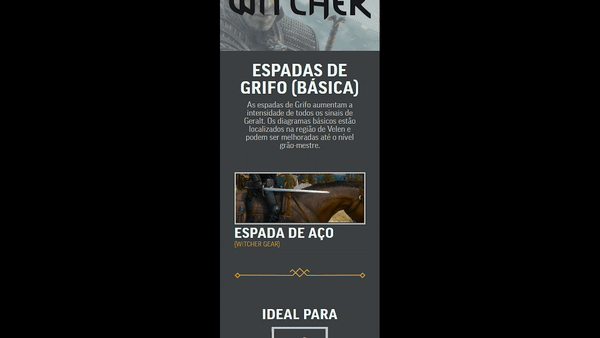 WITCHER
ESPADAS DE
GRIFO (BÁSICA)
As espadas de Grifo aumentam a
intensidade de todos os sinais de
Geralt. Os diagramas básicos estão
localizados na região de Velen e
podem ser melhoradas até o nível
grão-mestre.
ESPADA DE AÇO
(WITCHER GEAR)
IDEAL PARA